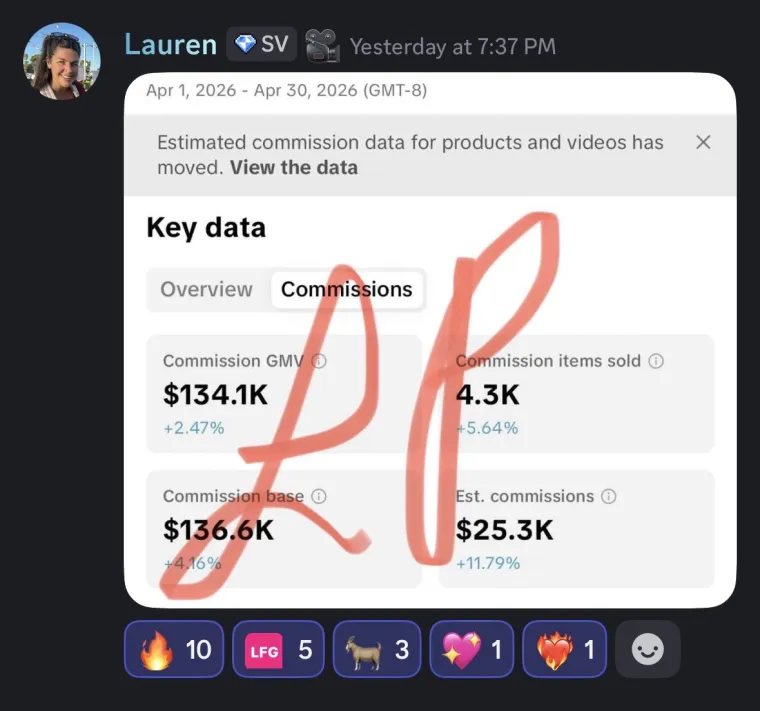 Lauren SV Yesterday at 7:37 PM
Apr 1, 2026 - Apr 30, 2026 (GMT-8)
Estimated commission data for products and videos has
moved. View the data
Key data
Overview Commissions
Commission GMV
$134.1K
+2.47%
Commission items sold
4.3K
+5.64%
Commission base
$136.6K
+4.16%
Est. commissions
$25.3K
+11.79%
LP
10 LFG 5 3 1 1